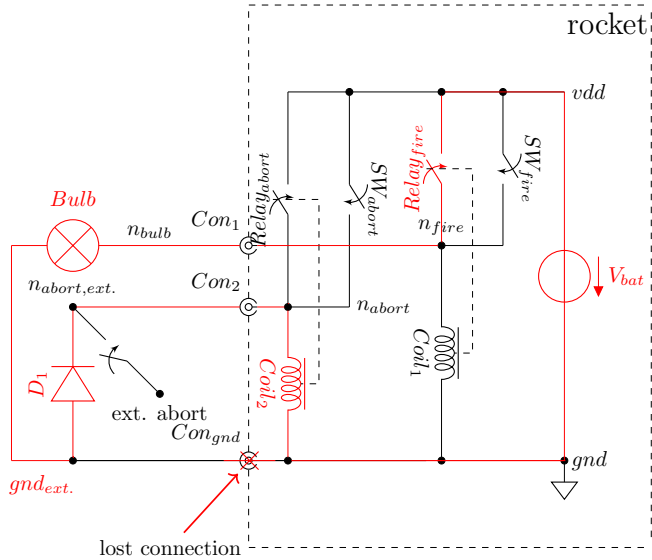 rocket
vdd
Relay_abort
SW_abort
Relay_fire
SW_fire
Bulb
n_bulb
Con_1
n_fire
n_abort,ext.
Con_2
n_abort
V_bat
D_1
Coil_2
Coil_1
ext. abort
Con_gnd
gnd
gnd_ext.
lost connection